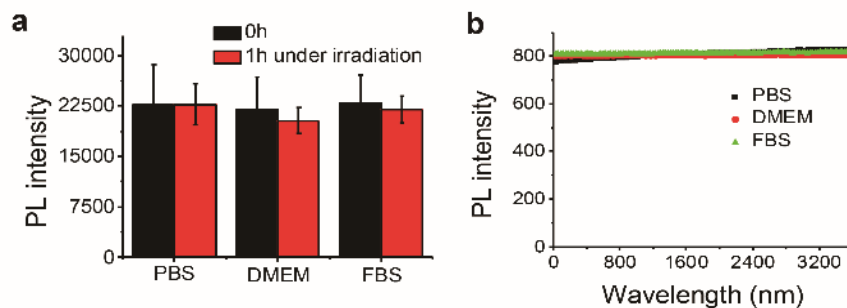 a
0h
1h under irradiation
30000
22500
15000
7500
0
PL intensity
PBS DMEM FBS
b
800
600
400
200
0
PL intensity
PBS
DMEM
FBS
0 800 1600 2400 3200
Wavelength (nm)